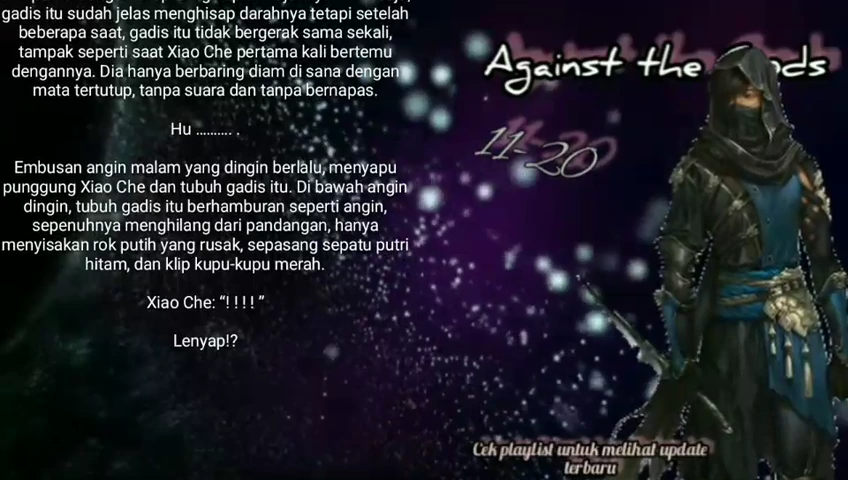 gadis itu sudah jelas menghisap darahnya tetapi setelah
beberapa saat, gadis itu tidak bergerak sama sekali,
tampak seperti saat Xiao Che pertama kali bertemu
dengannya. Dia hanya berbaring diam di sana dengan
mata tertutup, tanpa suara dan tanpa bernapas.
Hu .......... .
Embusan angin malam yang dingin berlalu, menyapu
punggung Xiao Che dan tubuh gadis itu. Di bawah angin
dingin, tubuh gadis itu berhamburan seperti angin,
sepenuhnya menghilang dari pandangan, hanya
menyisakan rok putih yang rusak, sepasang sepatu putri
hitam, dan klip kupu-kupu merah.
Xiao Che: “! ! ! ! ”
Lenyap!?
Against the Gods
11-20
Cek playlist untuk melihat update
terbaru